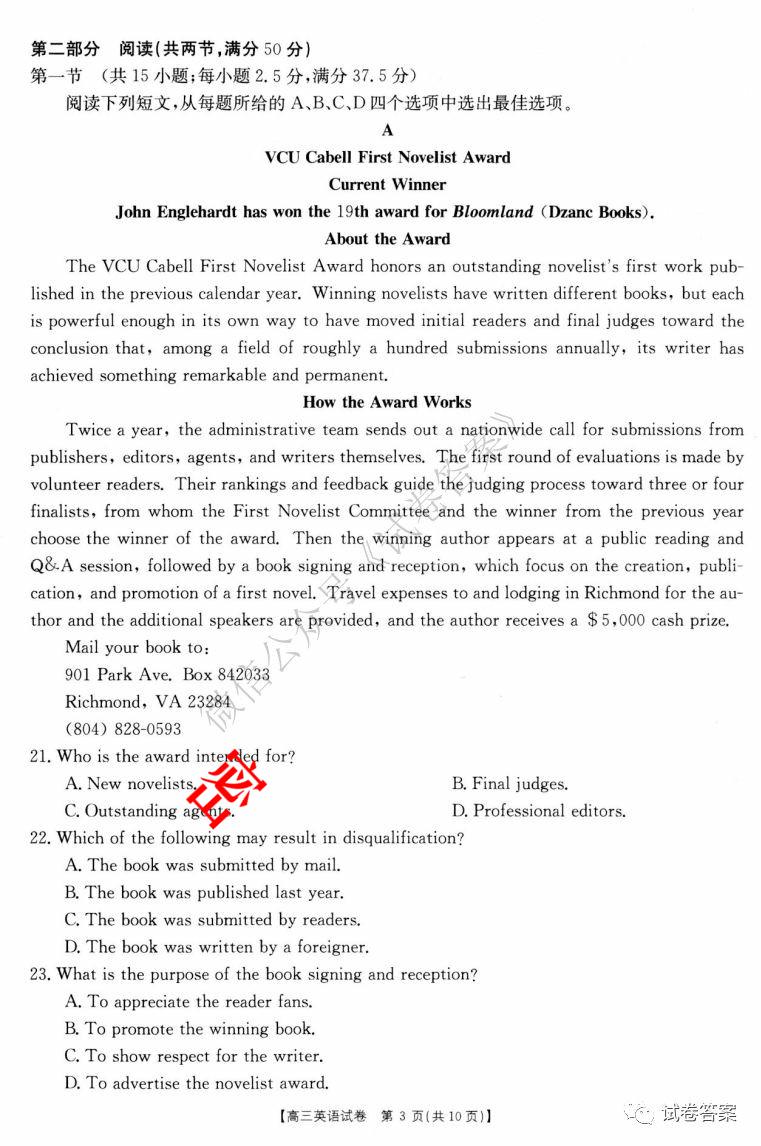 第二部分 阅读(共两节,满分 50 分)
第一节 (共 15 小题;每小题 2.5 分,满分 37.5 分)
阅读下列短文,从每题所给的 A、B、C、D 四个选项中选出最佳选项。
A
VCU Cabell First Novelist Award
Current Winner
John Englehardt has won the 19th award for Bloomland (Dzanc Books).
About the Award
The VCU Cabell First Novelist Award honors an outstanding novelist's first work pub-
lished in the previous calendar year. Winning novelists have written different books, but each
is powerful enough in its own way to have moved initial readers and final judges toward the
conclusion that, among a field of roughly a hundred submissions annually, its writer has
achieved something remarkable and permanent.
How the Award Works
Twice a year, the administrative team sends out a nationwide call for submissions from
publishers, editors, agents, and writers themselves. The first round of evaluations is made by
volunteer readers. Their rankings and feedback guide the judging process toward three or four
finalists, from whom the First Novelist Committee and the winner from the previous year
choose the winner of the award. Then the winning author appears at a public reading and
Q&A session, followed by a book signing and reception, which focus on the creation, publi-
cation, and promotion of a first novel. Travel expenses to and lodging in Richmond for the au-
thor and the additional speakers are provided, and the author receives a $5,000 cash prize.
Mail your book to:
901 Park Ave. Box 842033
Richmond, VA 23284
(804) 828-0593
21. Who is the award intended for?
A. New novelists. B. Final judges.
C. Outstanding agents. D. Professional editors.
22. Which of the following may result in disqualification?
A. The book was submitted by mail.
B. The book was published last year.
C. The book was submitted by readers.
D. The book was written by a foreigner.
23. What is the purpose of the book signing and reception?
A. To appreciate the reader fans.
B. To promote the winning book.
C. To show respect for the writer.
D. To advertise the novelist award.
【高三英语试卷 第 3 页(共 10 页)】
微信公众号《试卷答案》
密
试卷答案